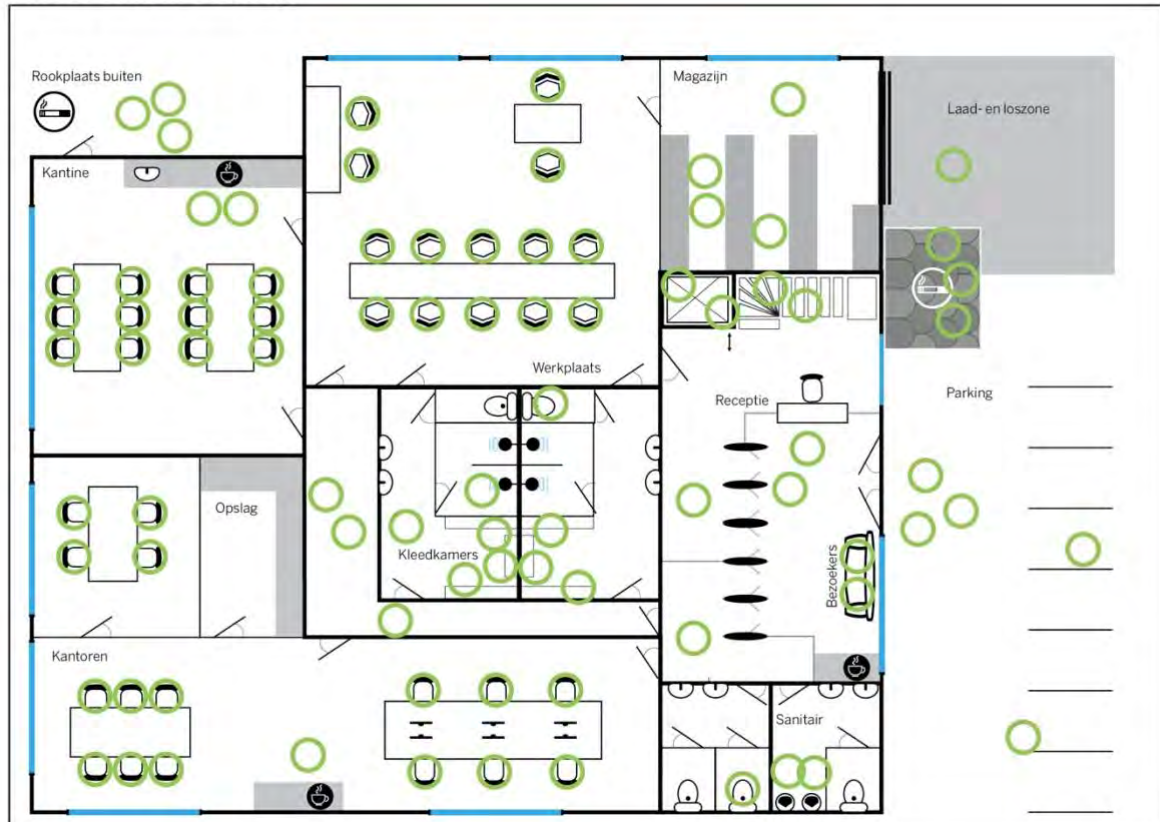 Rookplaats buiten
Magazijn
Laad- en loszone
Kantine
Werkplaats
Receptie
Parking
Opslag
Kleedkamers
Bezoekers
Kantoren
Sanitair